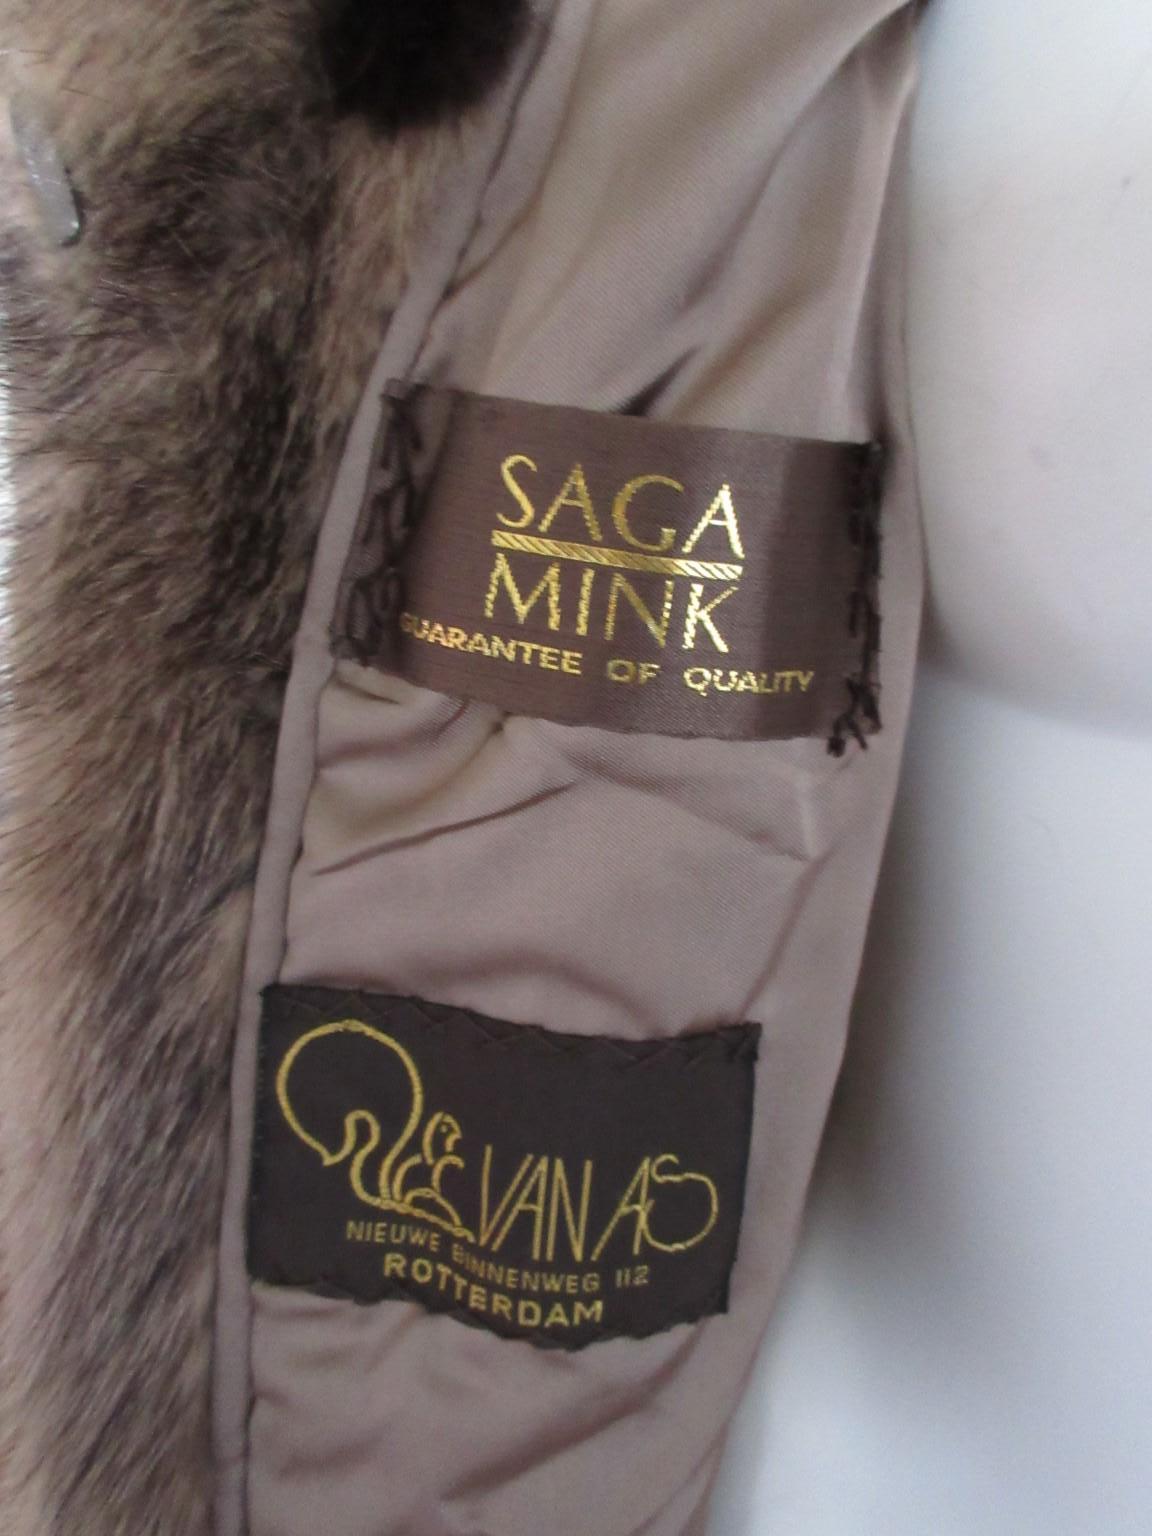 SAGA
MINK
GUARANTEE OF QUALITY
VAN AS
NIEUWE BINNENWEG 112
ROTTERDAM